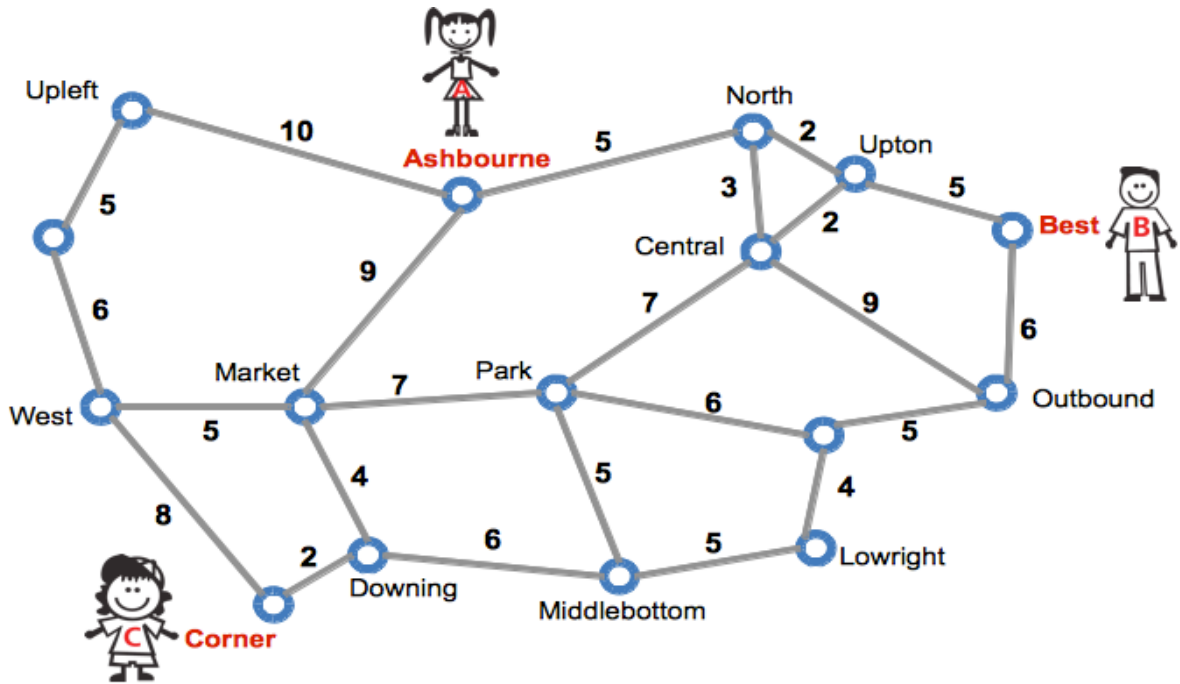 A
Upleft
North
10
2
5
Upton
Ashbourne
5
3
5
2
Best
B
Central
9
6
7
9
6
Market
Park
7
Outbound
West
6
5
5
5
4
4
8
6
5
2
Lowright
Downing
Middlebottom
C
Corner